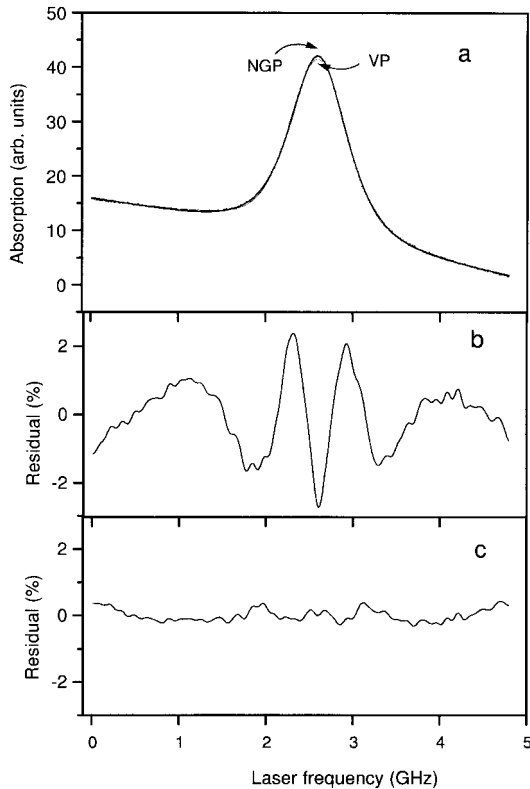 50
40
30
20
10
0
Absorption (arb. units)
NGP
VP
a
2
0
-2
Residual (%)
b
2
0
-2
Residual (%)
c
0 1 2 3 4 5
Laser frequency (GHz)